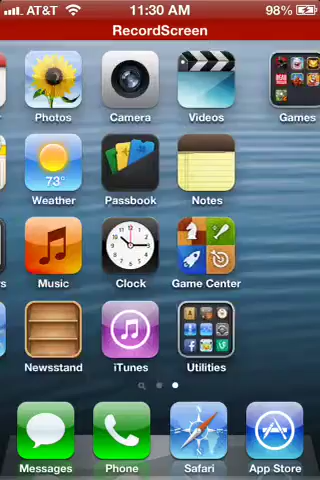 AT&T 11:30 AM 98%
RecordScreen
Photos Camera Videos Games
73°
Weather Passbook Notes
Music Clock Game Center
Newsstand iTunes Utilities
Messages Phone Safari App Store